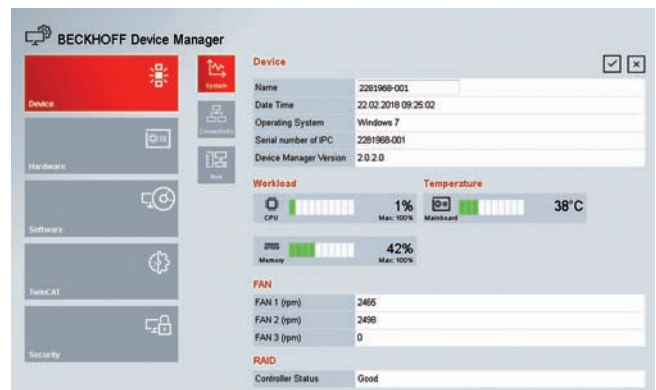 BECKHOFF Device Manager
Device
Hardware
Software
TwinCAT
Security
System
Connectivity
Boot
Device
Name 2281968-001
Date Time 22.02.2018 09:25:02
Operating System Windows 7
Serial number of IPC 2281968-001
Device Manager Version 2.0.2.0
Workload Temperature
CPU 1% Max: 100% Mainboard 38°C
Memory 42% Max: 100%
FAN
FAN 1 (rpm) 2465
FAN 2 (rpm) 2498
FAN 3 (rpm) 0
RAID
Controller Status Good